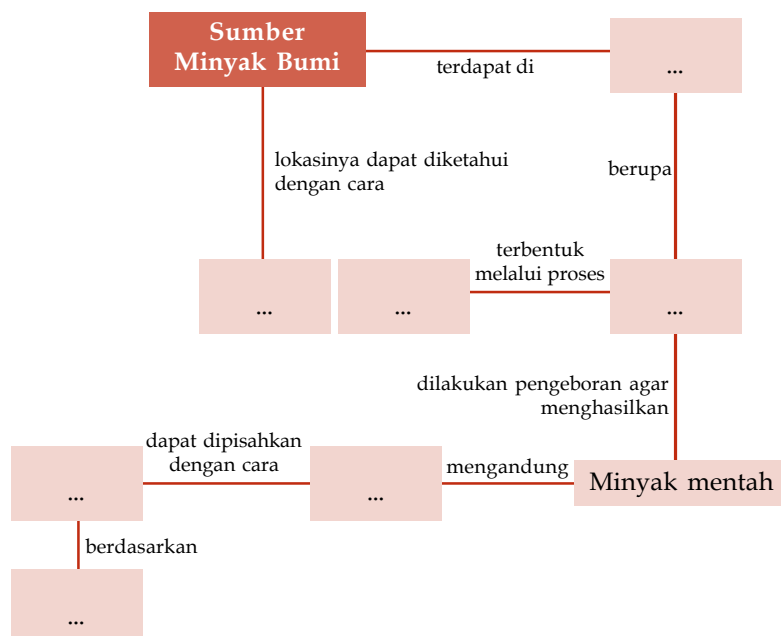 Sumber
Minyak Bumi
terdapat di
...
lokasinya dapat diketahui
dengan cara
berupa
...
...
terbentuk
melalui proses
...
dilakukan pengeboran agar
menghasilkan
...
dapat dipisahkan
dengan cara
...
mengandung
Minyak mentah
berdasarkan
...